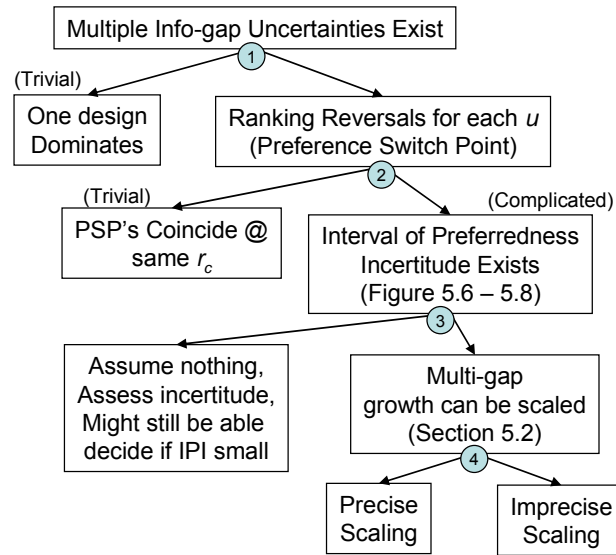 Multiple Info-gap Uncertainties Exist
1
(Trivial)
One design
Dominates
Ranking Reversals for each u
(Preference Switch Point)
2
(Trivial)
PSP's Coincide @
same r_c
(Complicated)
Interval of Preferredness
Incertitude Exists
(Figure 5.6 – 5.8)
3
Assume nothing,
Assess incertitude,
Might still be able
decide if IPI small
Multi-gap
growth can be scaled
(Section 5.2)
4
Precise
Scaling
Imprecise
Scaling